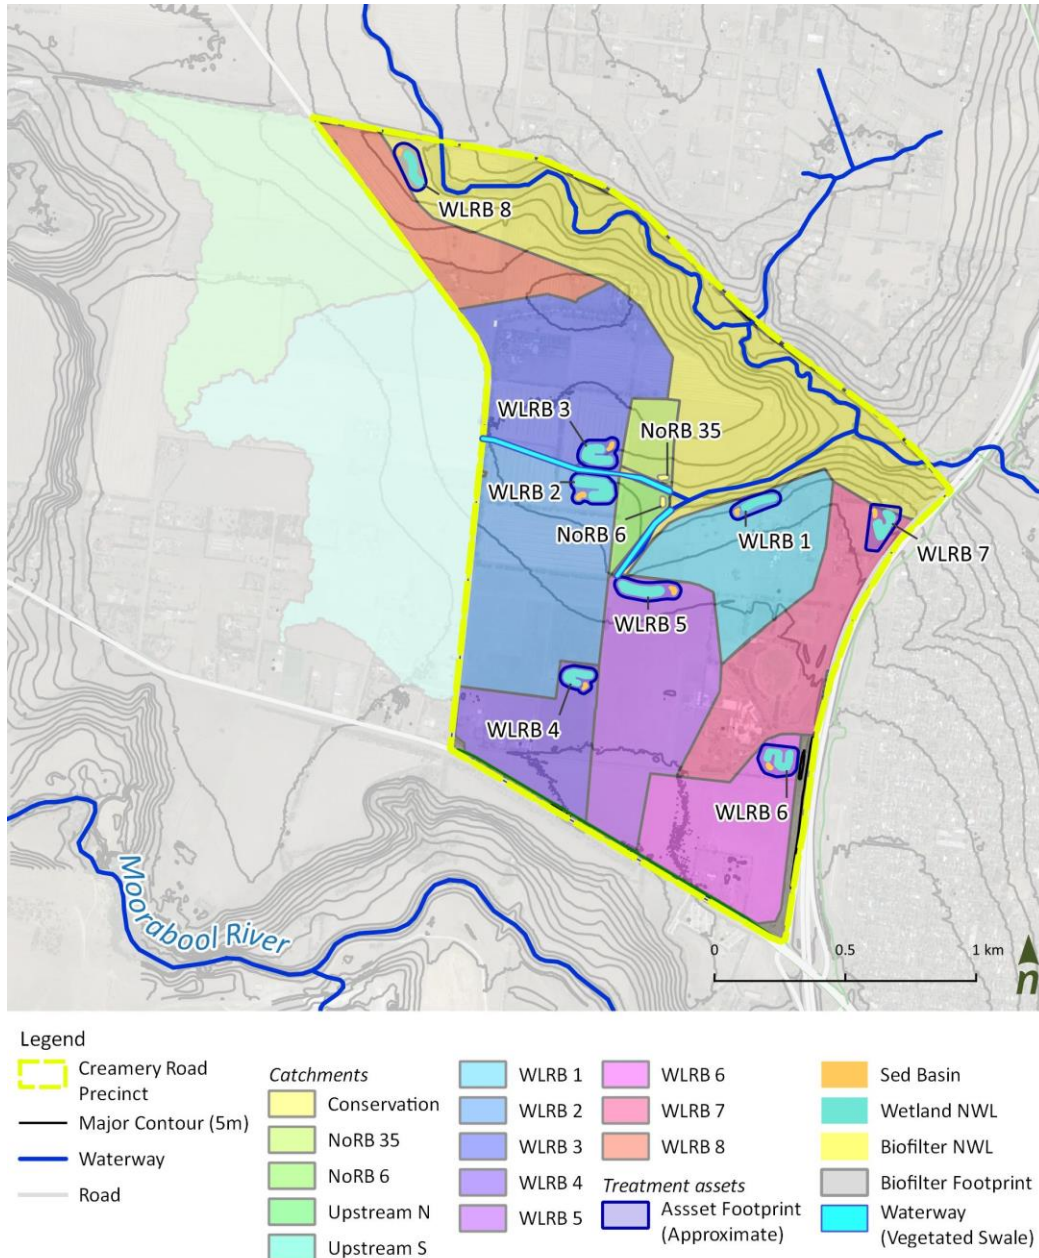 WLRB 8
WLRB 3
NoRB 35
WLRB 2
NoRB 6
WLRB 1
WLRB 7
WLRB 5
WLRB 4
WLRB 6
Moorabool River
0 0.5 1 km
n
Legend
Creamery Road
Precinct
Major Contour (5m)
Waterway
Road
Catchments
Conservation
NoRB 35
NoRB 6
Upstream N
Upstream S
WLRB 1
WLRB 2
WLRB 3
WLRB 4
WLRB 5
WLRB 6
WLRB 7
WLRB 8
Treatment assets
Assset Footprint
(Approximate)
Sed Basin
Wetland NWL
Biofilter NWL
Biofilter Footprint
Waterway
(Vegetated Swale)